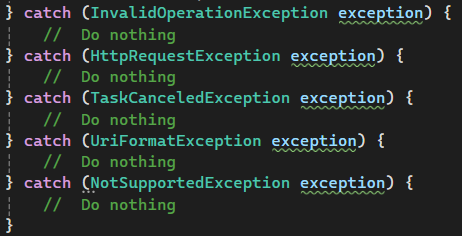 } catch (InvalidOperationException exception) {
    //  Do nothing
} catch (HttpRequestException exception) {
    //  Do nothing
} catch (TaskCanceledException exception) {
    //  Do nothing
} catch (UriFormatException exception) {
    //  Do nothing
} catch (NotSupportedException exception) {
    //  Do nothing
}